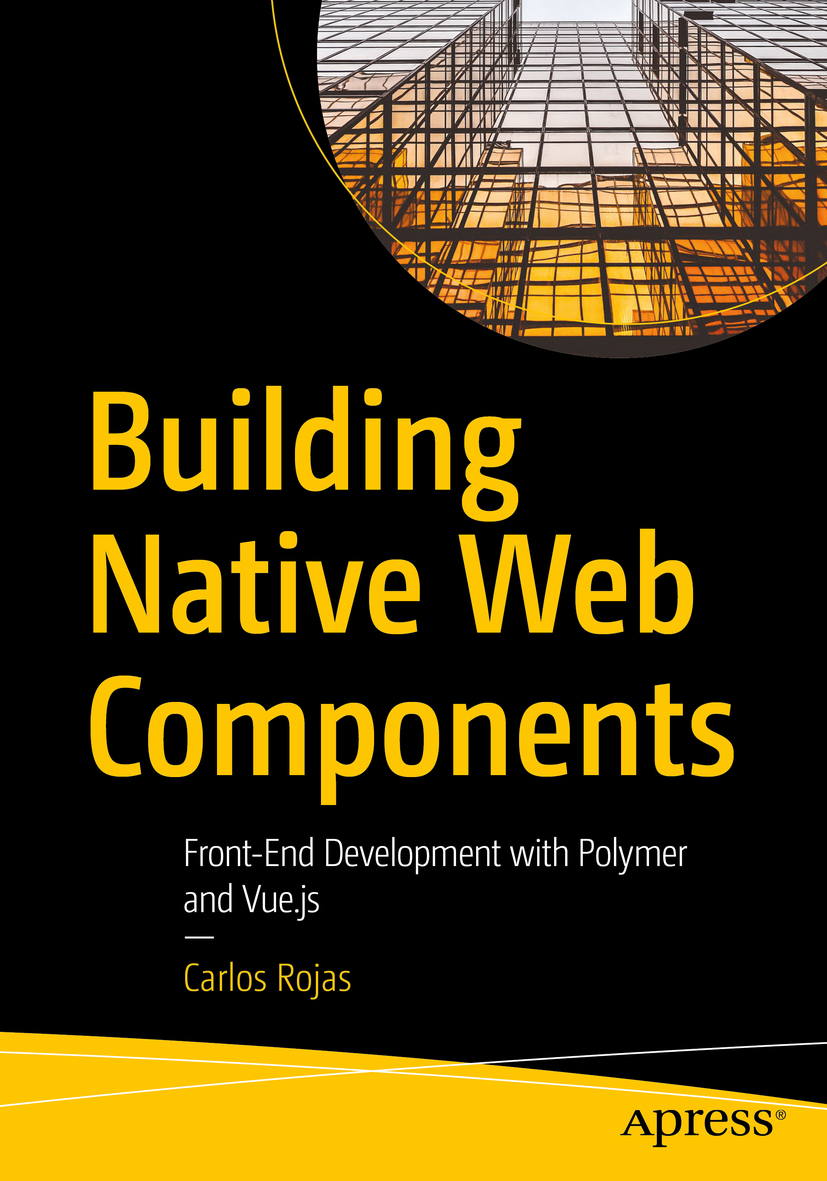 Building
Native Web
Components
Front-End Development with Polymer
and Vue.js
—
Carlos Rojas
Apress®